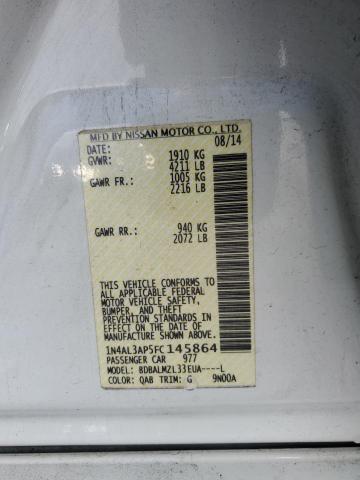 MFD BY NISSAN MOTOR CO., LTD.
DATE: 08/14
GVWR: 1910 KG
4211 LB
GAWR FR.: 1005 KG
2216 LB
GAWR RR.: 940 KG
2072 LB
THIS VEHICLE CONFORMS TO
ALL APPLICABLE FEDERAL
MOTOR VEHICLE SAFETY,
BUMPER, AND THEFT
PREVENTION STANDARDS IN
EFFECT ON THE DATE OF
MANUFACTURE SHOWN ABOVE.
1N4AL3AP5FC145864
PASSENGER CAR 977
MODEL: BDBALMZL33EUA----L
COLOR: QAB TRIM: G 9N00A